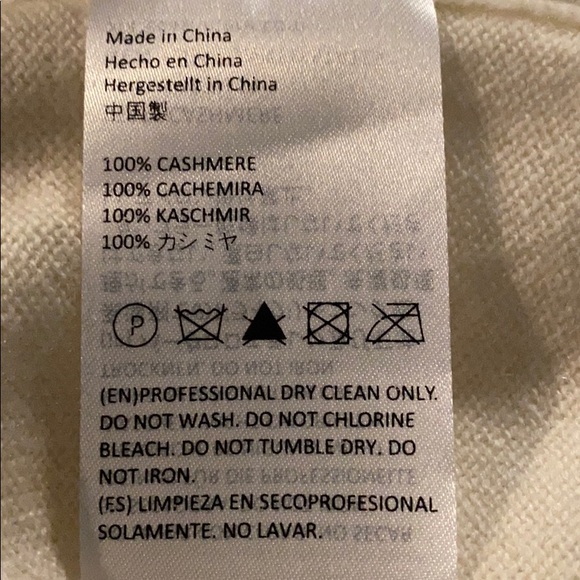 Made in China
Hecho en China
Hergestellt in China
中国製
100% CASHMERE
100% CACHEMIRA
100% KASCHMIR
100% カシミヤ
P
(EN)PROFESSIONAL DRY CLEAN ONLY.
DO NOT WASH. DO NOT CHLORINE
BLEACH. DO NOT TUMBLE DRY. DO
NOT IRON.
(ES) LIMPIEZA EN SECOPROFESIONAL
SOLAMENTE. NO LAVAR.